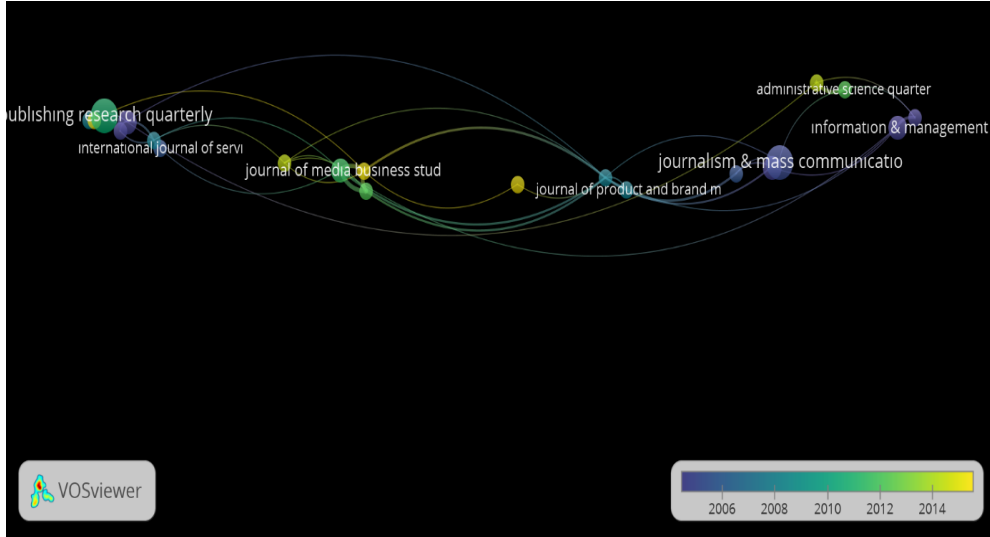 administrative science quarter
publishing research quarterly
information & management
international journal of servi
journalism & mass communicatio
journal of media business stud
journal of product and brand m
VOSviewer
2006 2008 2010 2012 2014